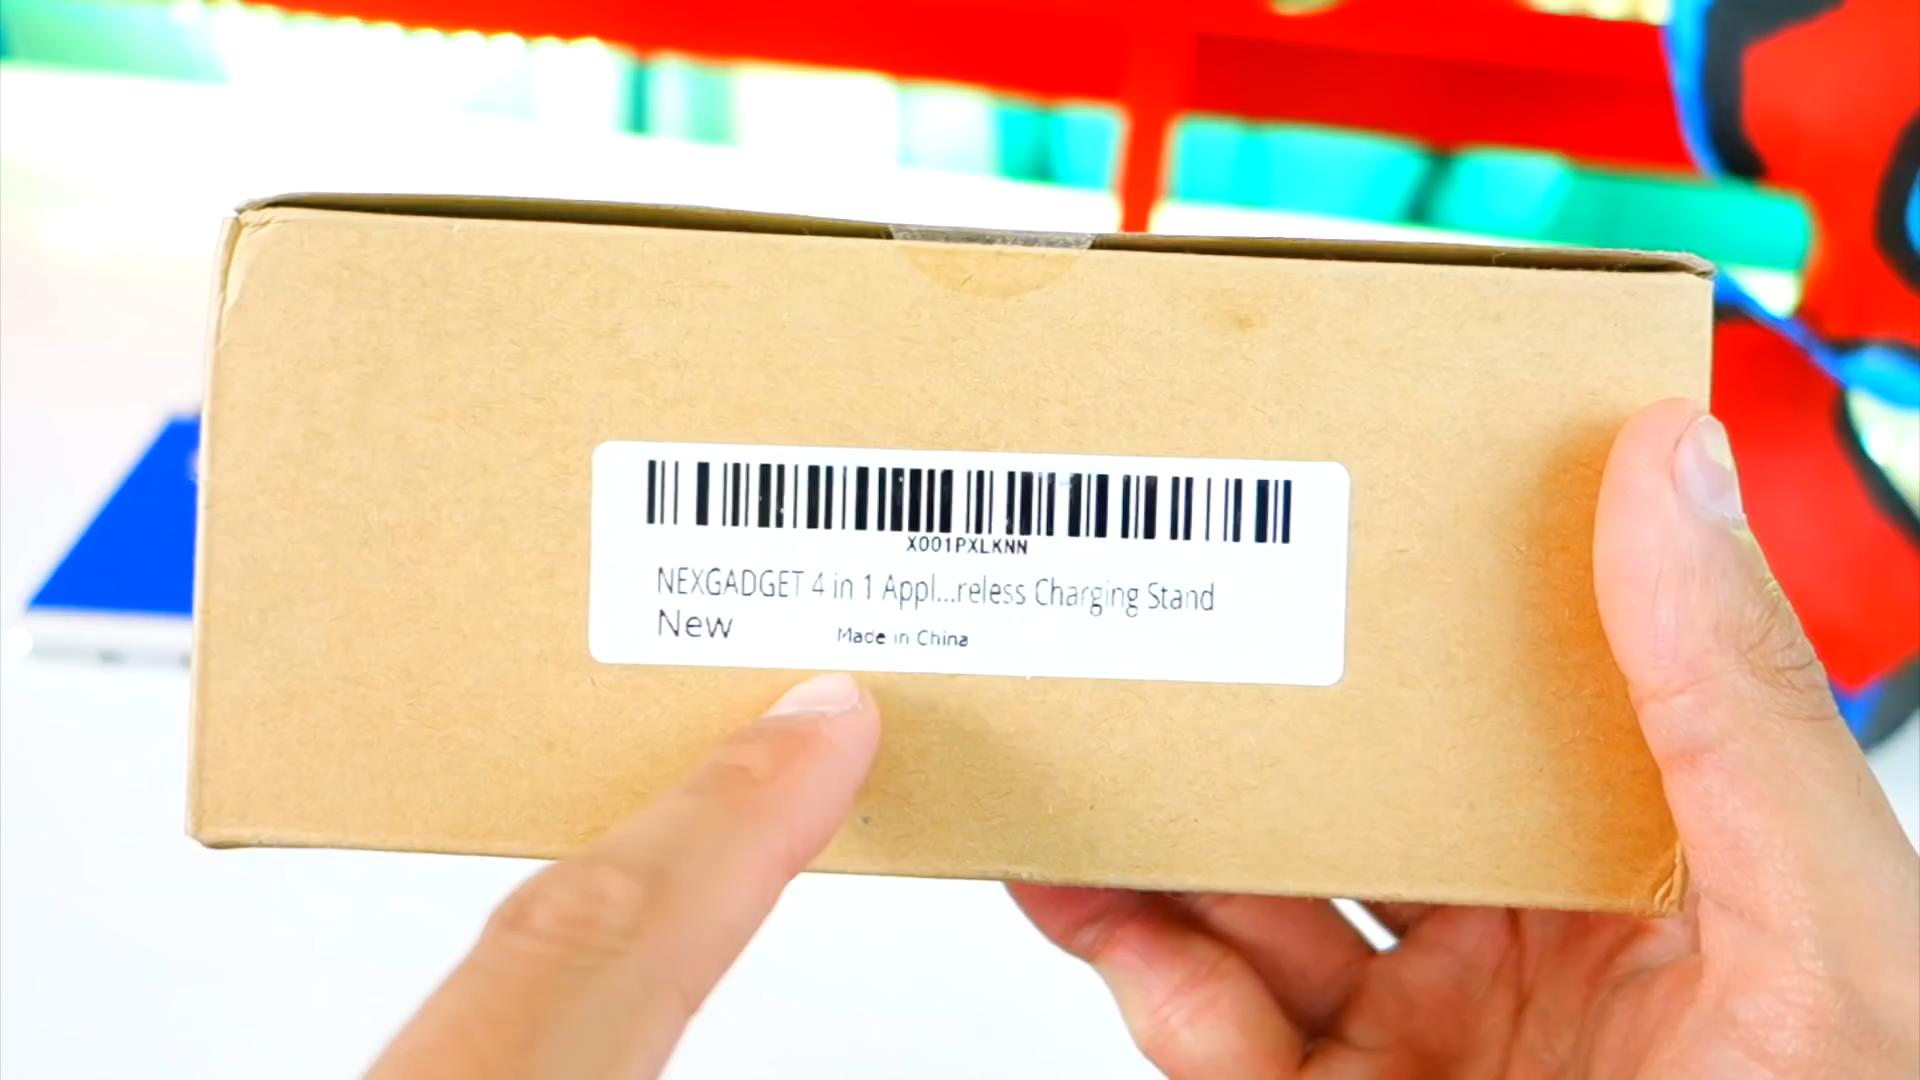 X001PXLKNN
NEXGADGET 4 in 1 Appl...reless Charging Stand
New
Made in China